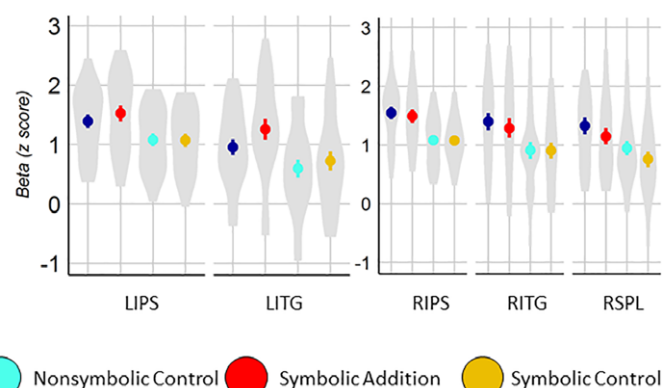 3
2
1
0
-1
Beta (z score)
LIPS LITG
3
2
1
0
-1
RIPS RITG RSPL
Nonsymbolic Control Symbolic Addition Symbolic Control